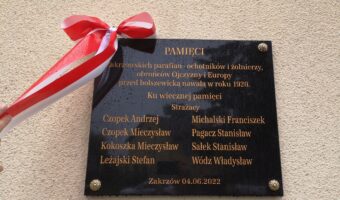 PAMIĘCI
zakrzowskich parafian - ochotników i żołnierzy,
obrońców Ojczyzny i Europy
przed bolszewicką nawałą w roku 1920.
Ku wiecznej pamięci
Strażacy
Czopek Andrzej Michalski Franciszek
Czopek Mieczysław Pagacz Stanisław
Kokoszka Mieczysław Sałek Stanisław
Leżajski Stefan Wódz Władysław
Zakrzów 04.06.2022